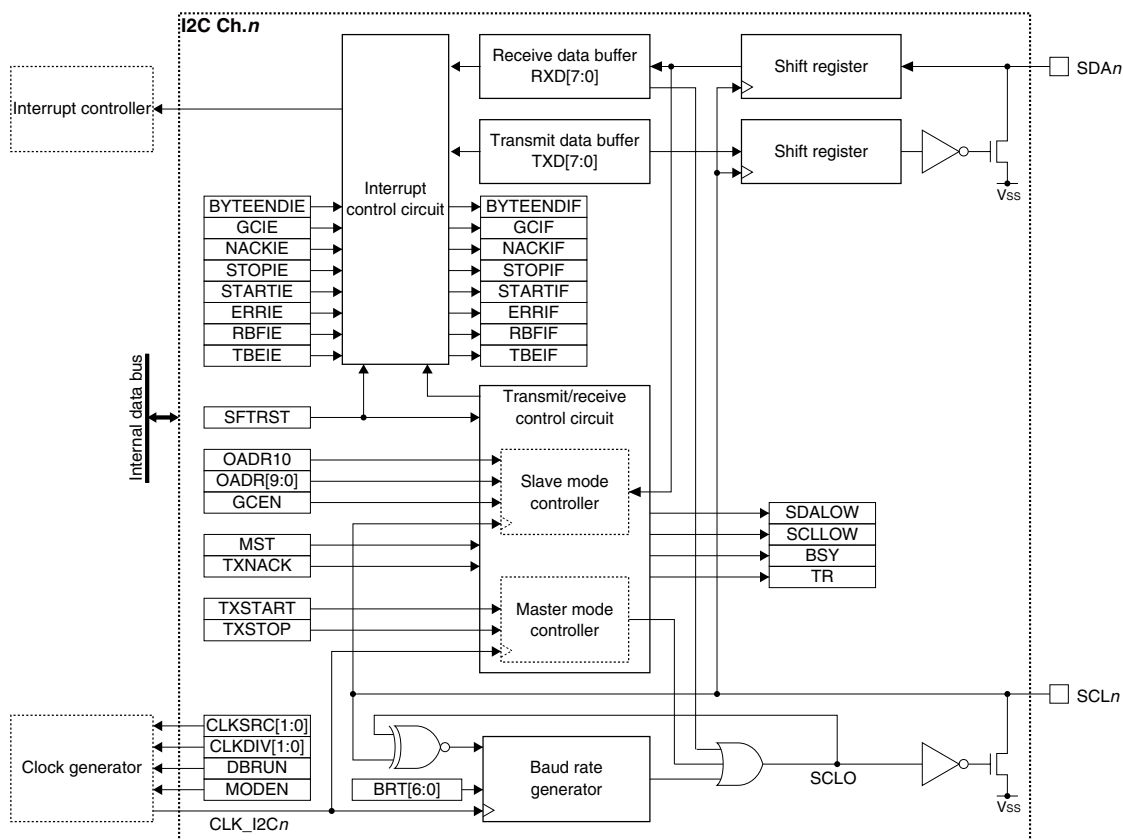 I2C Ch.n
Interrupt controller
Interrupt
control circuit
Receive data buffer
RXD[7:0]
Shift register
SDAn
Transmit data buffer
TXD[7:0]
Shift register
VSS
BYTEENDIE
GCIE
NACKIE
STOPIE
STARTIE
ERRIE
RBFIE
TBEIE
BYTEENDIF
GCIF
NACKIF
STOPIF
STARTIF
ERRIF
RBFIF
TBEIF
Internal data bus
SFTRST
Transmit/receive
control circuit
OADR10
OADR[9:0]
GCEN
Slave mode
controller
MST
TXNACK
SDALOW
SCLLOW
BSY
TR
TXSTART
TXSTOP
Master mode
controller
SCLn
Clock generator
CLKSRC[1:0]
CLKDIV[1:0]
DBRUN
MODEN
BRT[6:0]
Baud rate
generator
SCLO
VSS
CLK_I2Cn